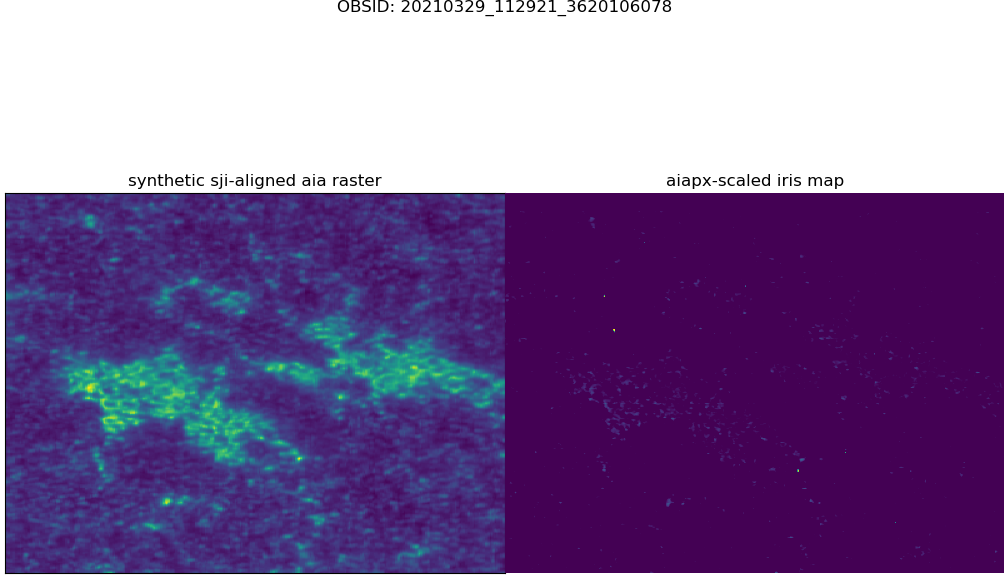 OBSID: 20210329_112921_3620106078
synthetic sji-aligned aia raster
aiapx-scaled iris map